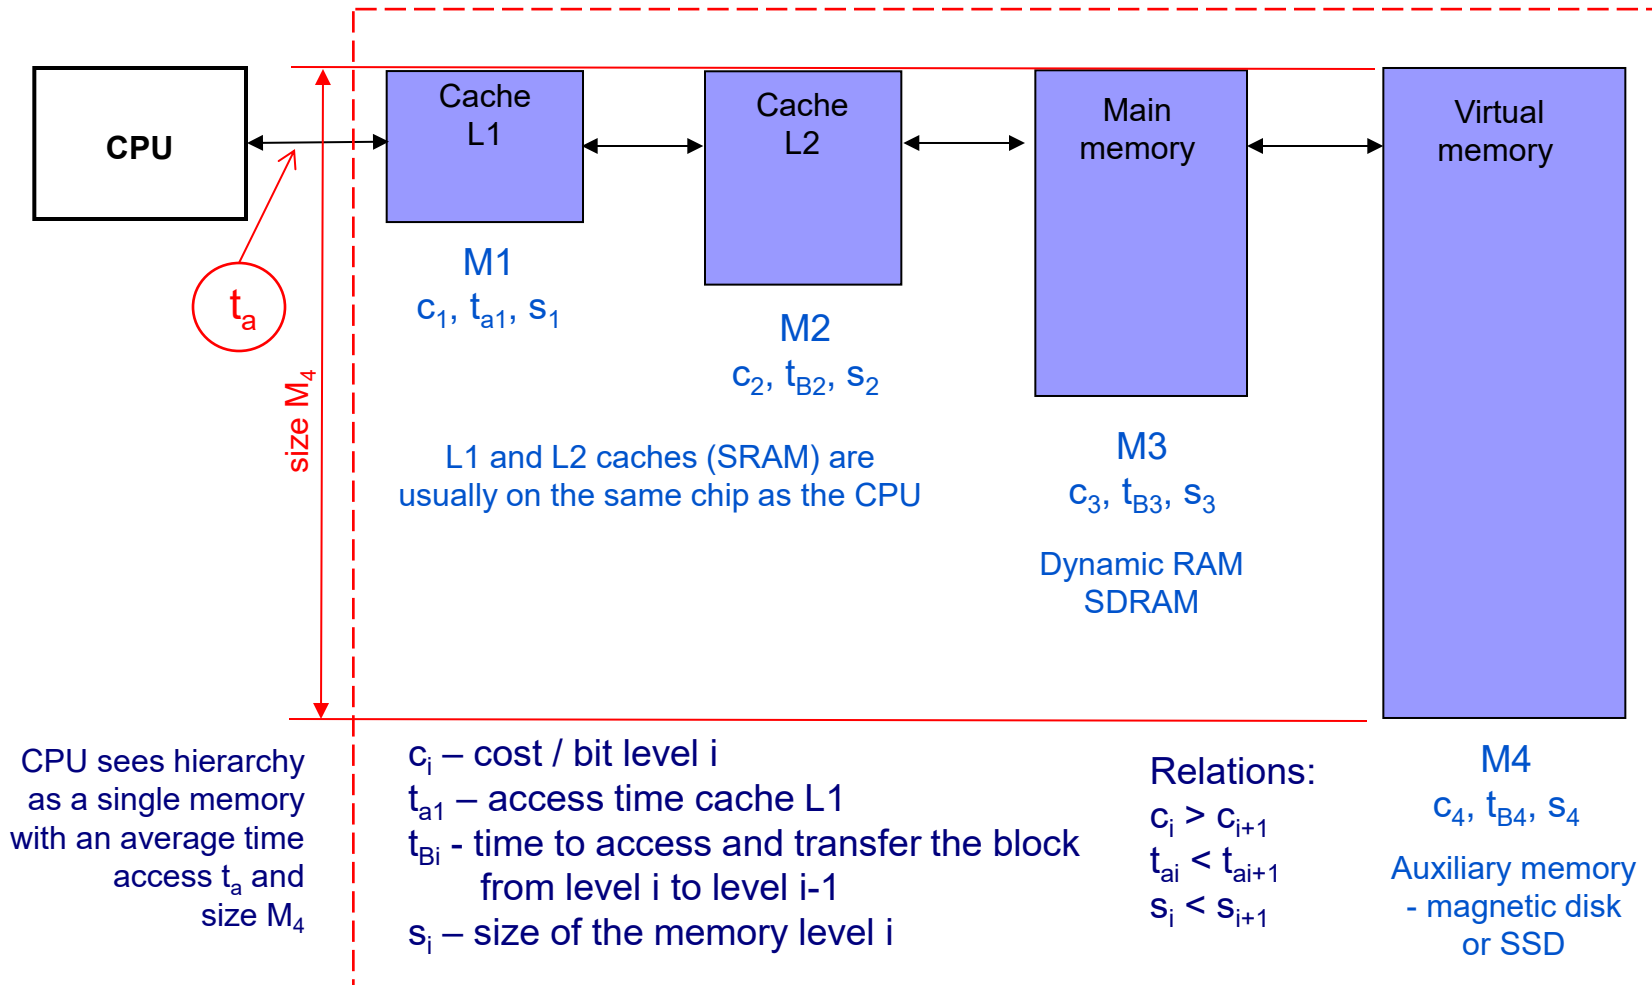 CPU
Cache
L1
Cache
L2
Main
memory
Virtual
memory
tₐ
size M₄
M1
c₁, tₐ₁, s₁
M2
c₂, t_B2, s₂
M3
c₃, t_B3, s₃
L1 and L2 caches (SRAM) are
usually on the same chip as the CPU
Dynamic RAM
SDRAM
CPU sees hierarchy
as a single memory
with an average time
access tₐ and
size M₄
cᵢ – cost / bit level i
tₐ₁ – access time cache L1
t_Bi - time to access and transfer the block
from level i to level i-1
sᵢ – size of the memory level i
Relations:
cᵢ > cᵢ₊₁
tₐᵢ < tₐᵢ₊₁
sᵢ < sᵢ₊₁
M4
c₄, t_B4, s₄
Auxiliary memory
- magnetic disk
or SSD